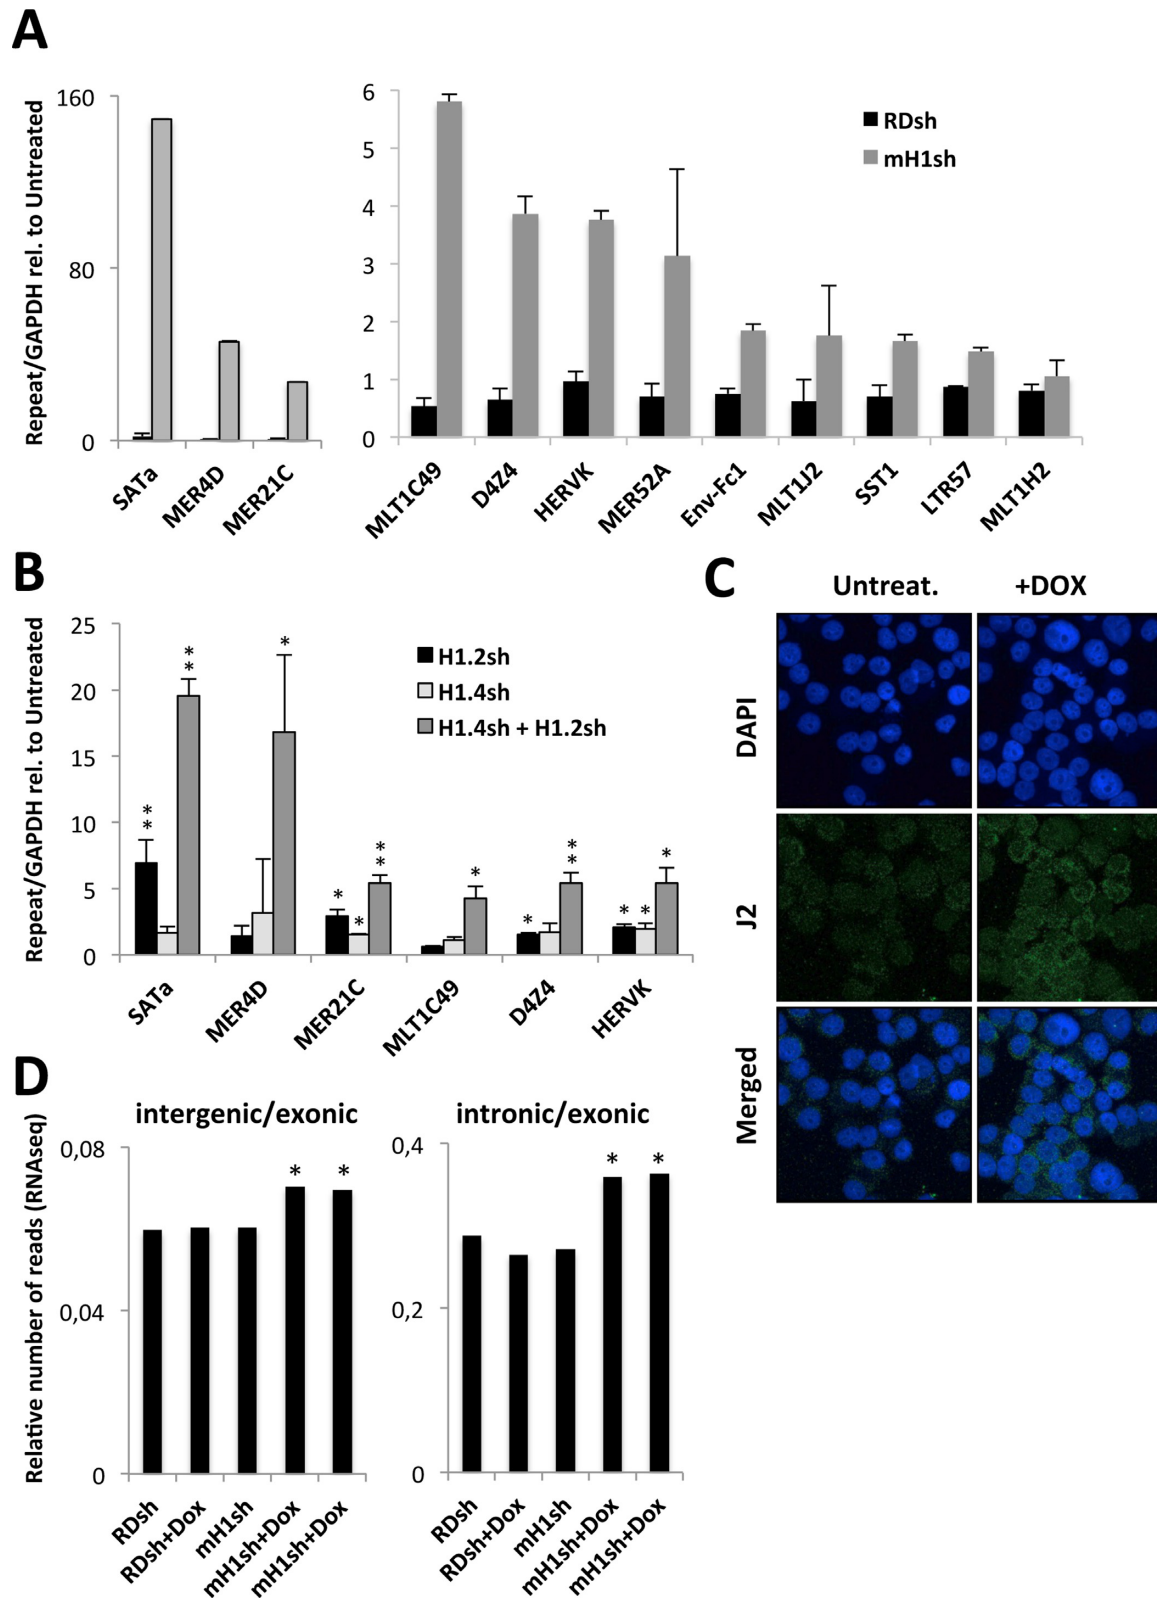 A
Repeat/GAPDH rel. to Untreated
160
80
0
SATa
MER4D
MER21C
6
5
4
3
2
1
0
RDsh
mH1sh
MLT1C49
D4Z4
HERVK
MER52A
Env-Fc1
MLT1J2
SST1
LTR57
MLT1H2
B
Repeat/GAPDH rel. to Untreated
25
20
15
10
5
0
H1.2sh
H1.4sh
H1.4sh + H1.2sh
**
**
*
*
*
**
*
*
**
*
*
*
SATa
MER4D
MER21C
MLT1C49
D4Z4
HERVK
C
Untreat. +DOX
DAPI
J2
Merged
D
Relative number of reads (RNAseq)
intergenic/exonic
0,08
0,04
0
* *
RDsh
RDsh+Dox
mH1sh
mH1sh+Dox
mH1sh+Dox
intronic/exonic
0,4
0,2
0
* *
RDsh
RDsh+Dox
mH1sh
mH1sh+Dox
mH1sh+Dox